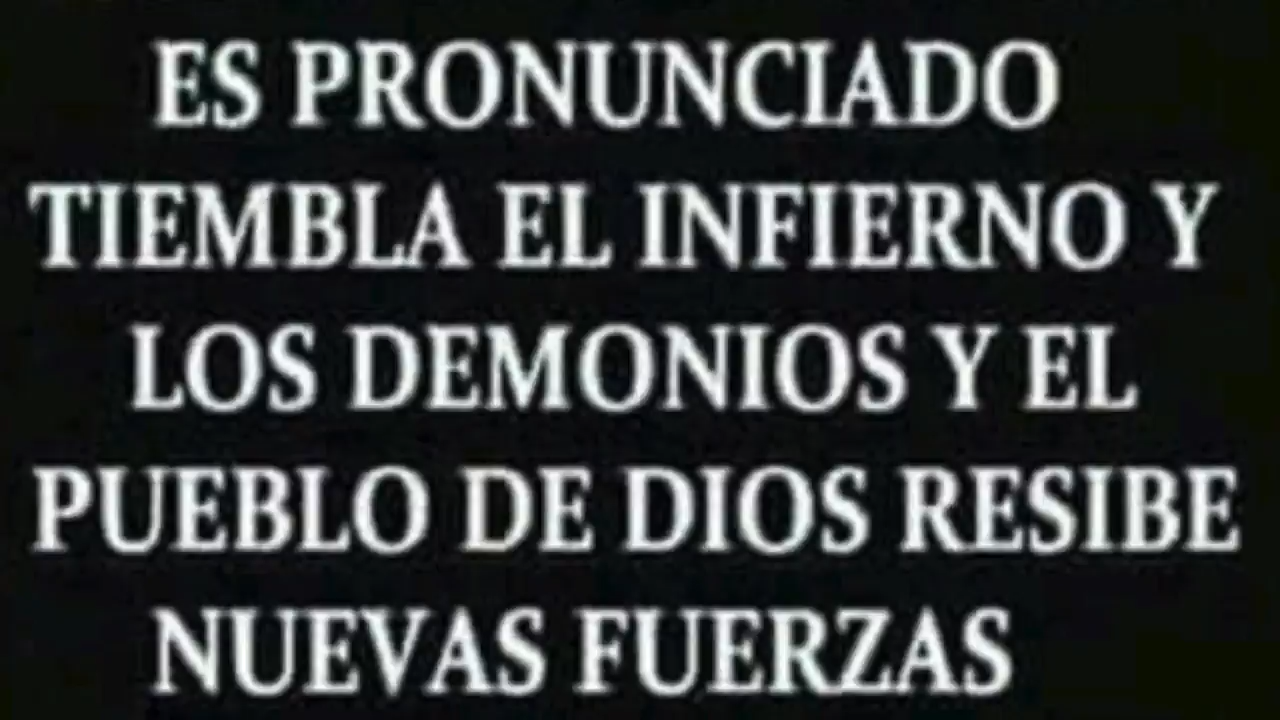 ES PRONUNCIADO
TIEMBLA EL INFIERNO Y
LOS DEMONIOS Y EL
PUEBLO DE DIOS RESIBE
NUEVAS FUERZAS